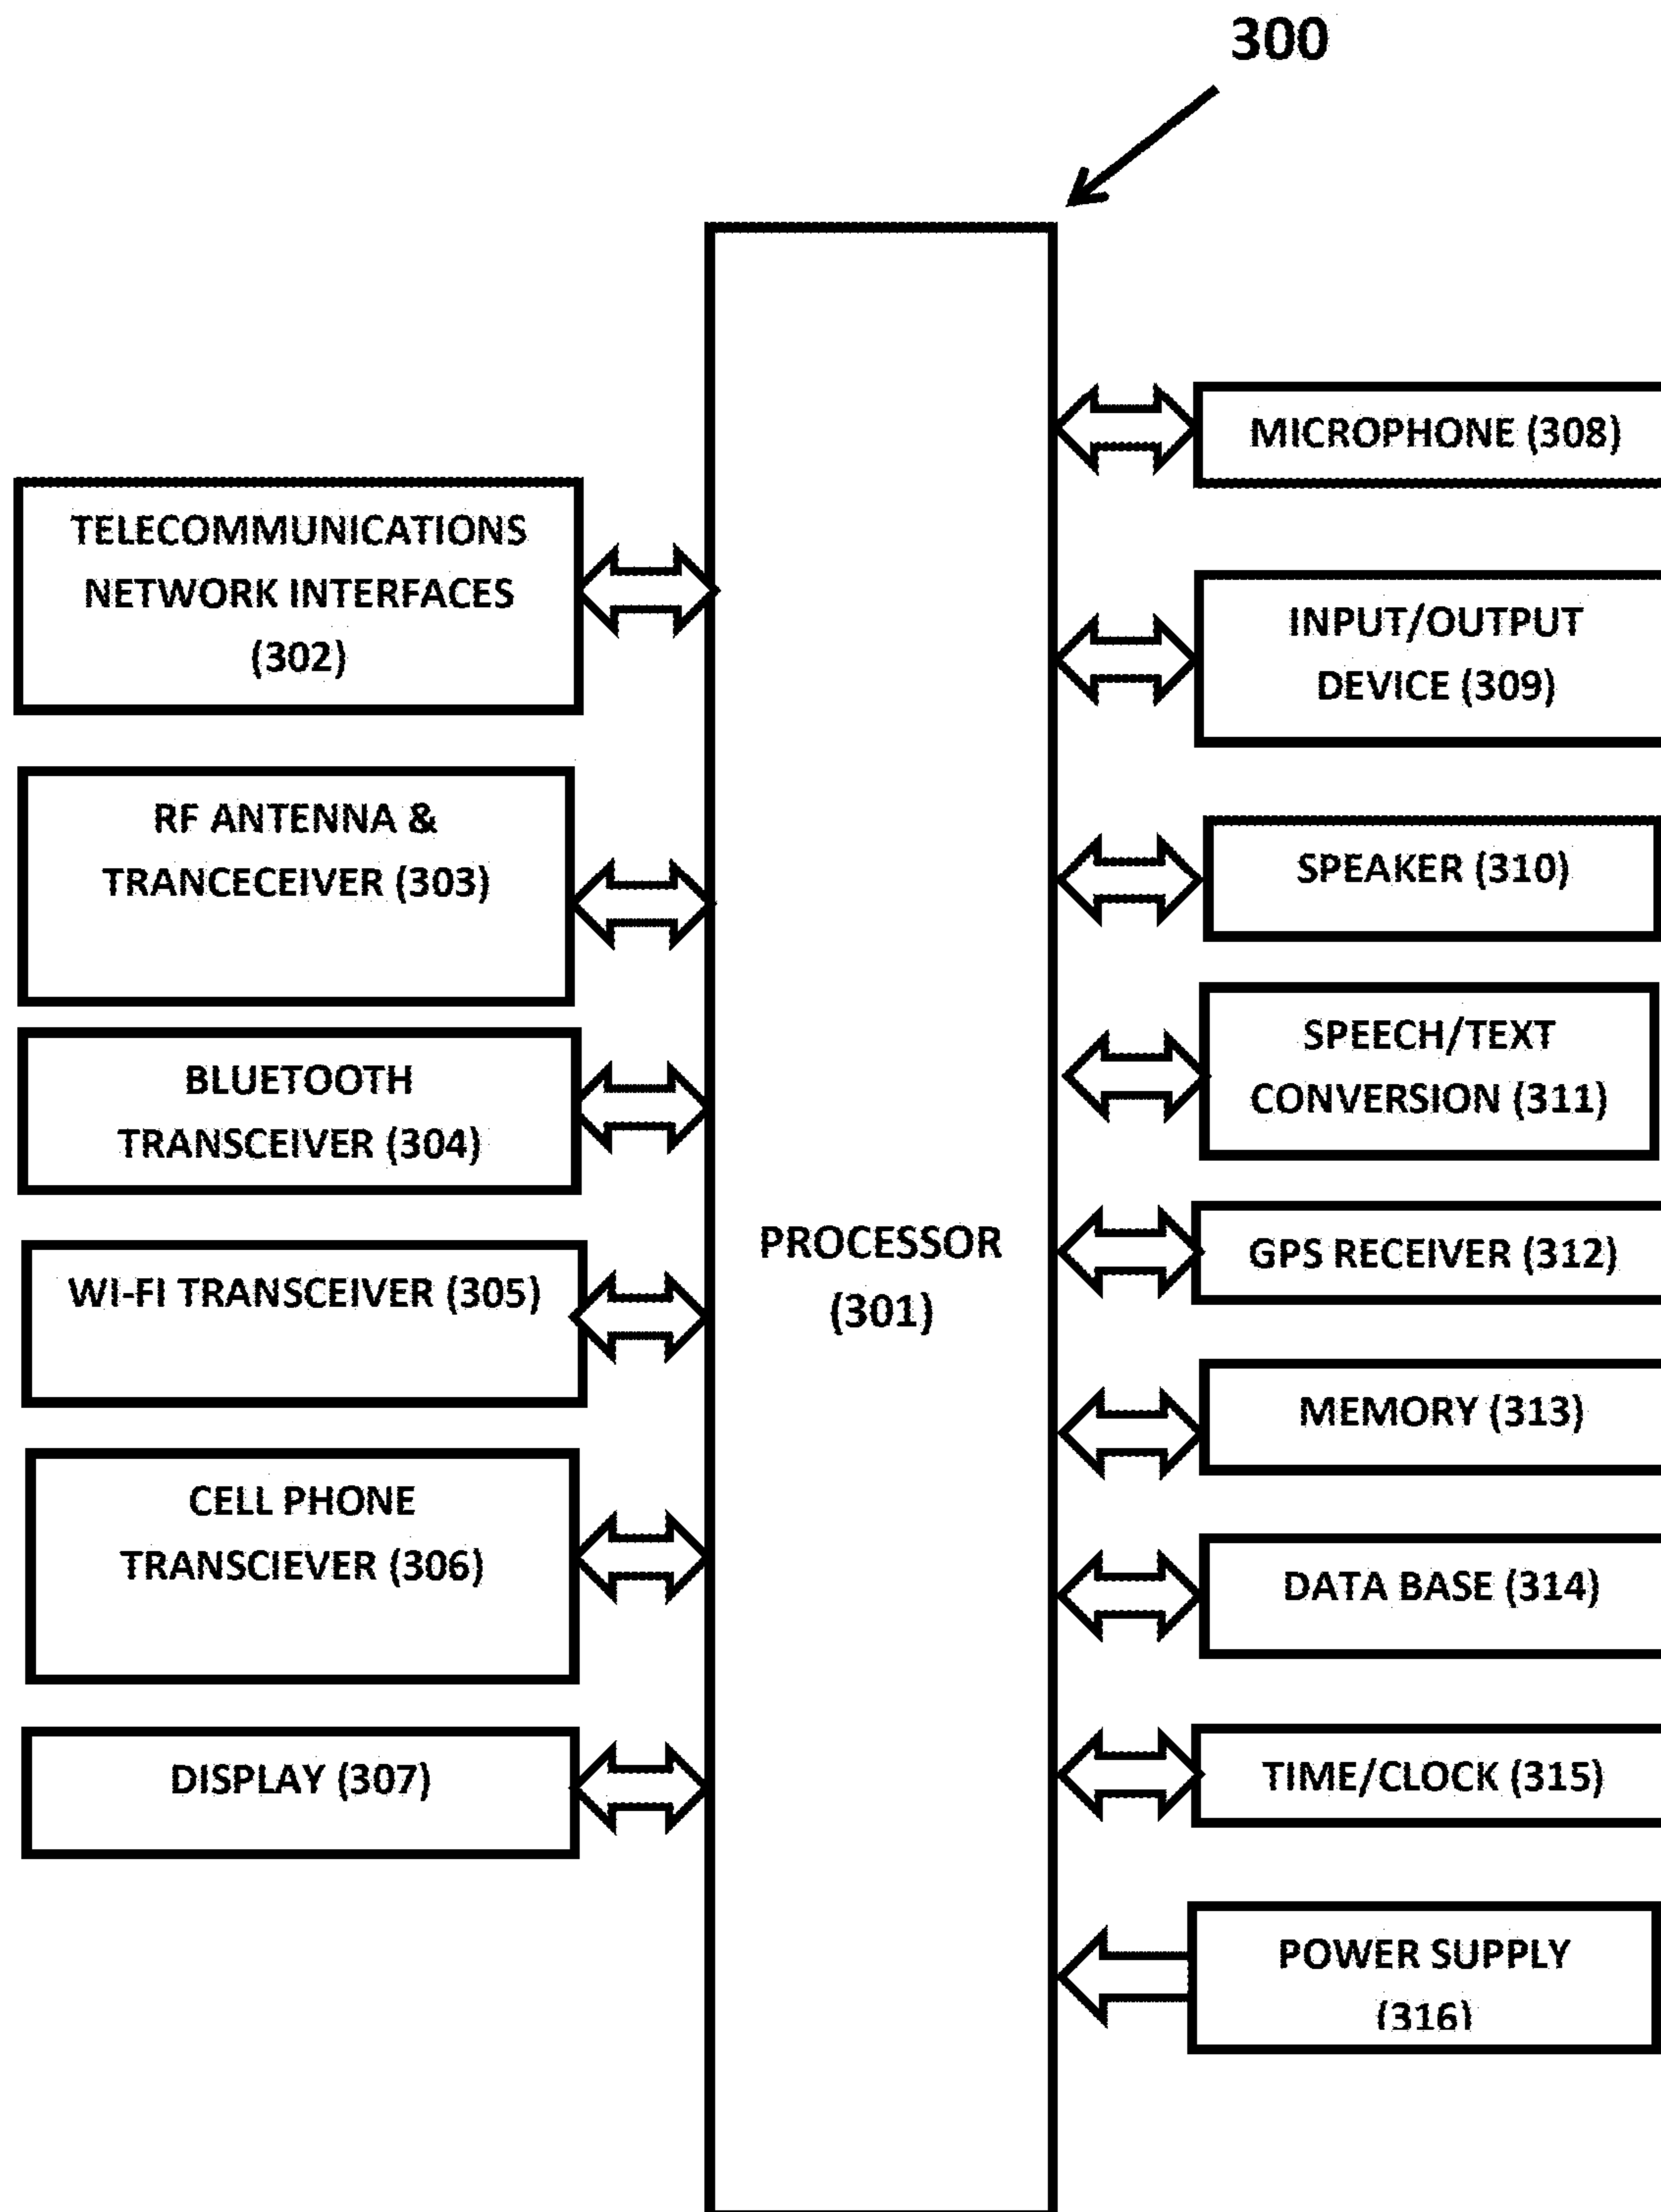 300
TELECOMMUNICATIONS
NETWORK INTERFACES
(302)
RF ANTENNA &
TRANCECEIVER (303)
BLUETOOTH
TRANSCEIVER (304)
WI-FI TRANSCEIVER (305)
CELL PHONE
TRANSCIEVER (306)
DISPLAY (307)
PROCESSOR
(301)
MICROPHONE (308)
INPUT/OUTPUT
DEVICE (309)
SPEAKER (310)
SPEECH/TEXT
CONVERSION (311)
GPS RECEIVER (312)
MEMORY (313)
DATA BASE (314)
TIME/CLOCK (315)
POWER SUPPLY
(316)